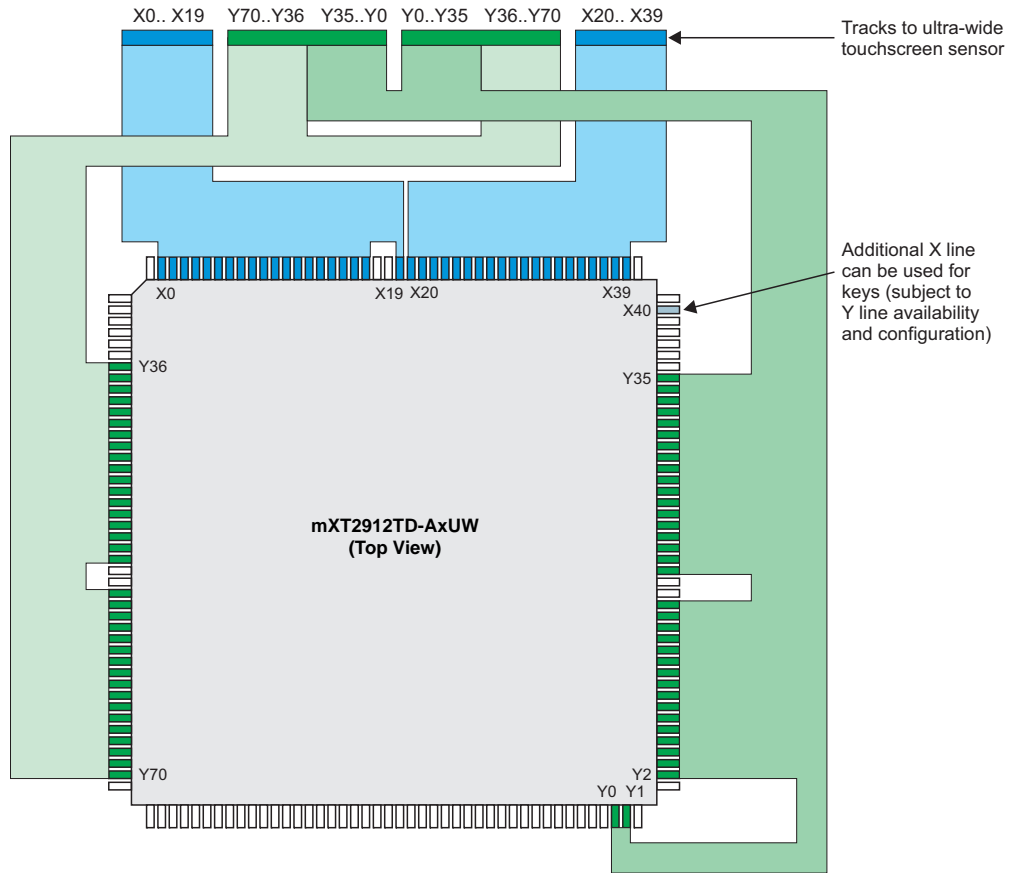 X0.. X19
Y70..Y36
Y35..Y0
Y0..Y35
Y36..Y70
X20.. X39
Tracks to ultra-wide
touchscreen sensor
Additional X line
can be used for
keys (subject to
Y line availability
and configuration)
X0
X19
X20
X39
X40
Y36
Y35
mXT2912TD-AxUW
(Top View)
Y70
Y2
Y0
Y1